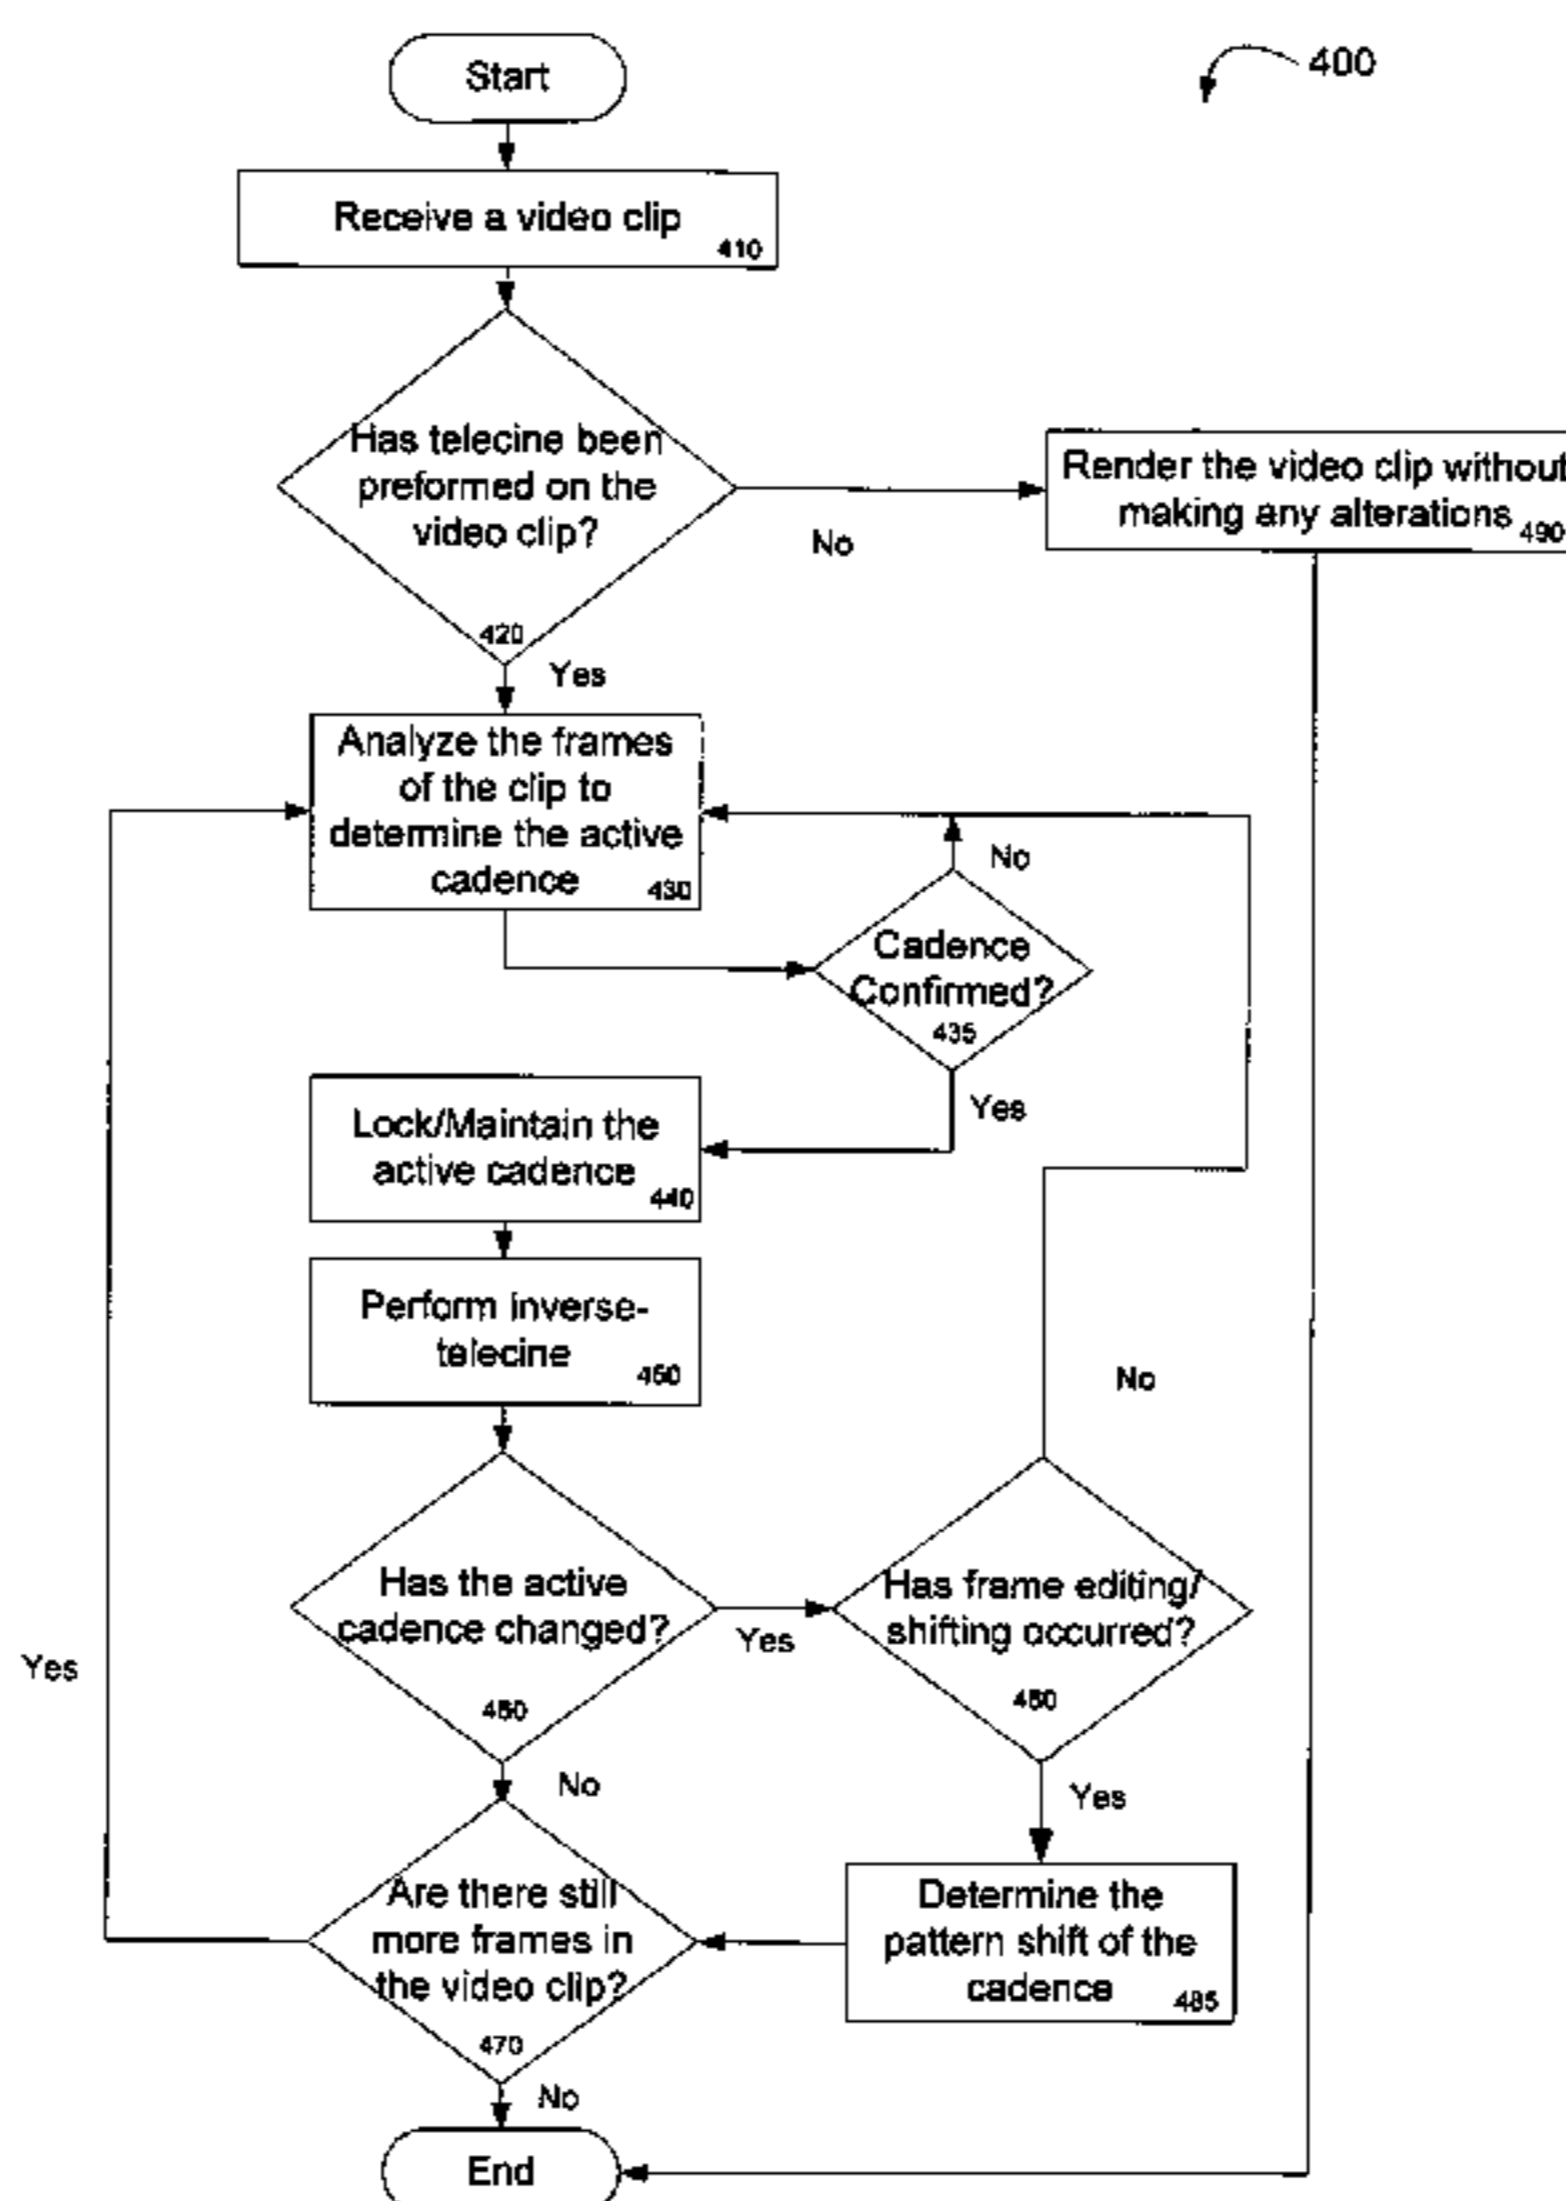 Start
400
Receive a video clip
410
Has telecine been
preformed on the
video clip?
420
No
Render the video clip without
making any alterations
490
Yes
Analyze the frames
of the clip to
determine the active
cadence
430
No
Cadence
Confirmed?
435
Yes
Lock/Maintain the
active cadence
440
Perform inverse-
telecine
450
No
Has the active
cadence changed?
Yes
Has frame editing/
shifting occurred?
Yes
No
Yes
Are there still
more frames in
the video clip?
470
Determine the
pattern shift of the
cadence
485
No
End